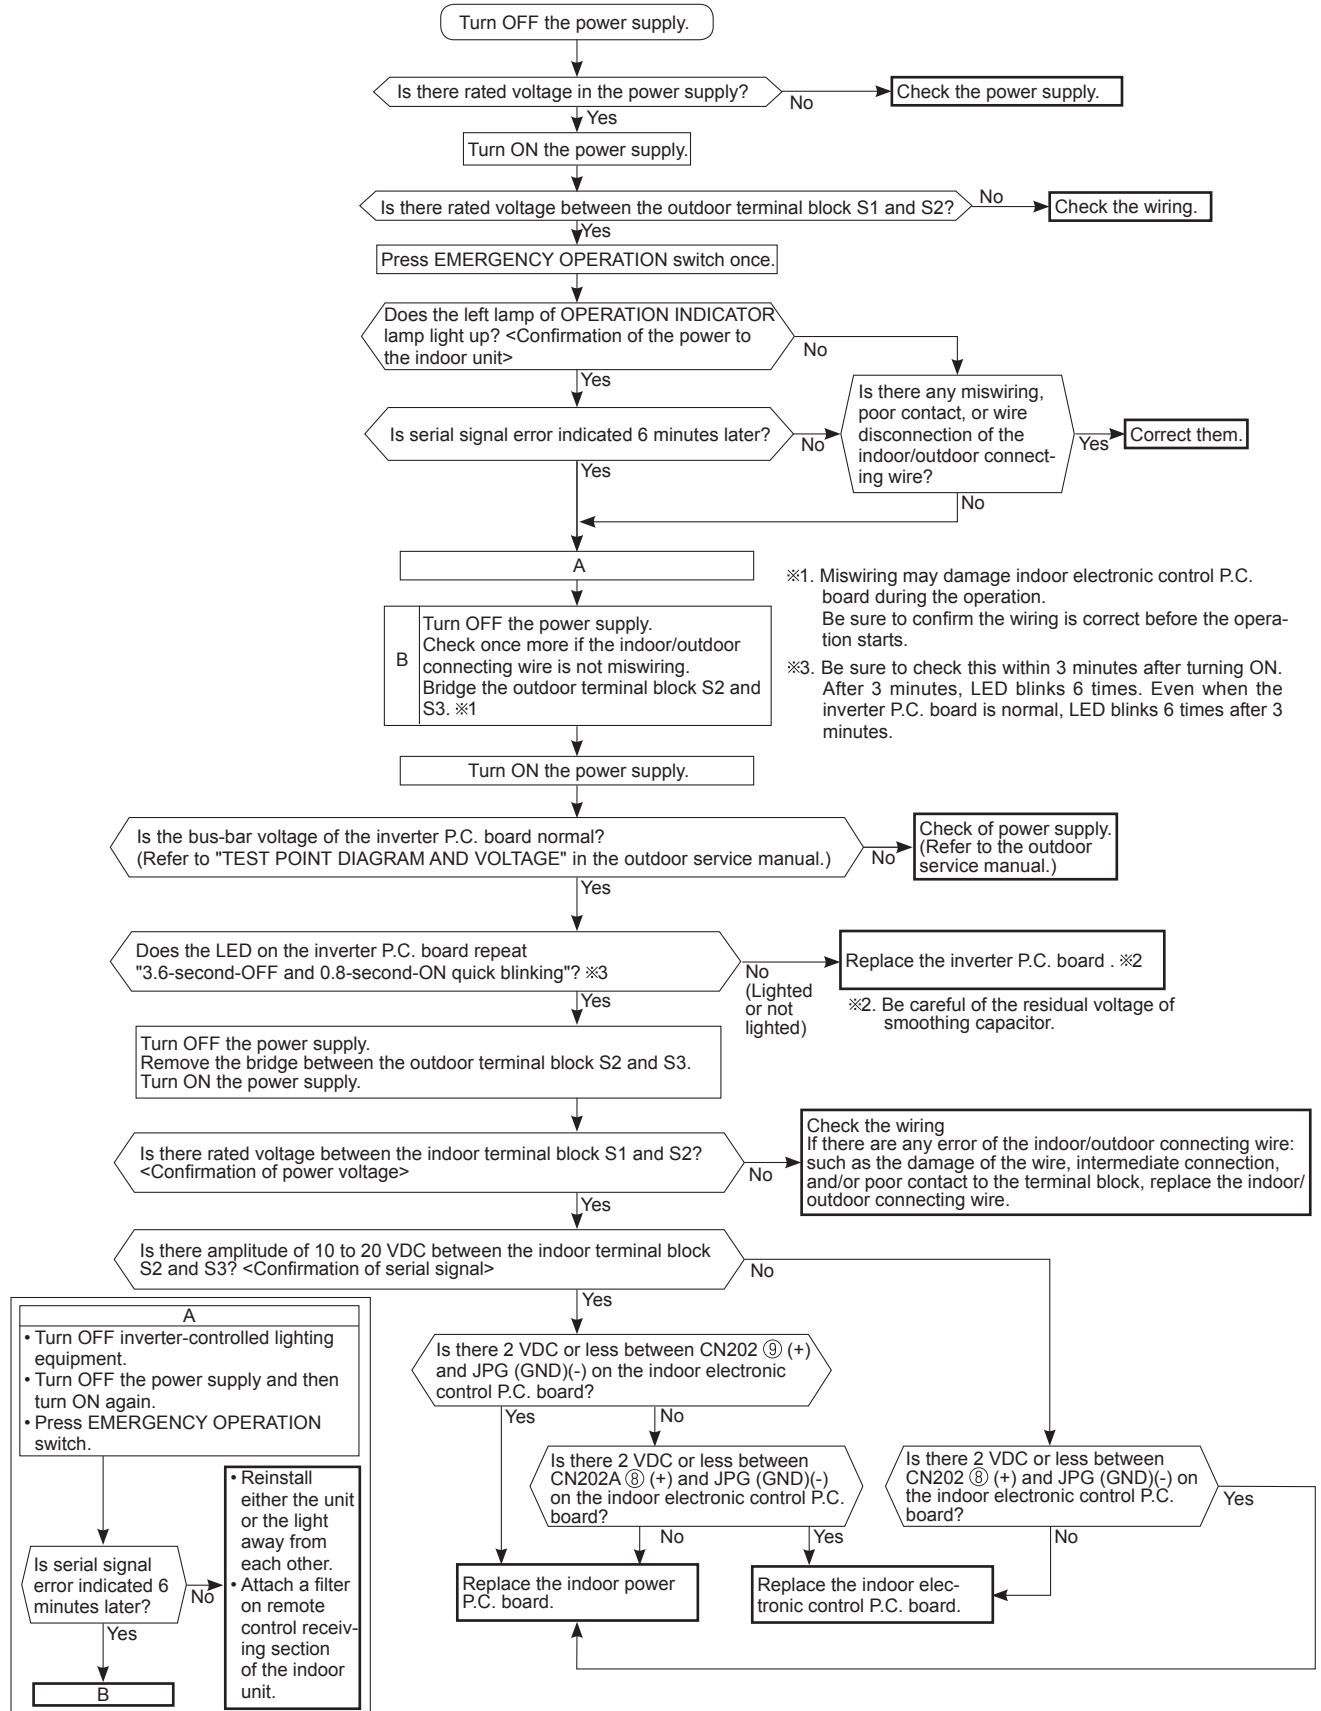 Turn OFF the power supply.
Is there rated voltage in the power supply?
No
Check the power supply.
Yes
Turn ON the power supply.
Is there rated voltage between the outdoor terminal block S1 and S2?
No
Check the wiring.
Yes
Press EMERGENCY OPERATION switch once.
Does the left lamp of OPERATION INDICATOR
lamp light up? <Confirmation of the power to
the indoor unit>
No
Yes
Is there any miswiring,
poor contact, or wire
disconnection of the
indoor/outdoor connect-
ing wire?
Yes
Correct them.
Is serial signal error indicated 6 minutes later?
No
Yes
No
A
B
Turn OFF the power supply.
Check once more if the indoor/outdoor
connecting wire is not miswiring.
Bridge the outdoor terminal block S2 and
S3. ※1
※1. Miswiring may damage indoor electronic control P.C.
board during the operation.
Be sure to confirm the wiring is correct before the opera-
tion starts.
※3. Be sure to check this within 3 minutes after turning ON.
After 3 minutes, LED blinks 6 times. Even when the
inverter P.C. board is normal, LED blinks 6 times after 3
minutes.
Turn ON the power supply.
Is the bus-bar voltage of the inverter P.C. board normal?
(Refer to "TEST POINT DIAGRAM AND VOLTAGE" in the outdoor service manual.)
No
Check of power supply.
(Refer to the outdoor
service manual.)
Yes
Does the LED on the inverter P.C. board repeat
"3.6-second-OFF and 0.8-second-ON quick blinking"? ※3
No
(Lighted
or not
lighted)
Replace the inverter P.C. board . ※2
※2. Be careful of the residual voltage of
smoothing capacitor.
Yes
Turn OFF the power supply.
Remove the bridge between the outdoor terminal block S2 and S3.
Turn ON the power supply.
Is there rated voltage between the indoor terminal block S1 and S2?
<Confirmation of power voltage>
No
Check the wiring
If there are any error of the indoor/outdoor connecting wire:
such as the damage of the wire, intermediate connection,
and/or poor contact to the terminal block, replace the indoor/
outdoor connecting wire.
Yes
Is there amplitude of 10 to 20 VDC between the indoor terminal block
S2 and S3? <Confirmation of serial signal>
No
Yes
Is there 2 VDC or less between CN202 ⑨ (+)
and JPG (GND)(-) on the indoor electronic
control P.C. board?
Yes
No
Is there 2 VDC or less between
CN202A ⑧ (+) and JPG (GND)(-)
on the indoor electronic control P.C.
board?
No
Yes
Is there 2 VDC or less between
CN202 ⑧ (+) and JPG (GND)(-) on
the indoor electronic control P.C.
board?
Yes
No
Replace the indoor power
P.C. board.
Replace the indoor elec-
tronic control P.C. board.
A
• Turn OFF inverter-controlled lighting
equipment.
• Turn OFF the power supply and then
turn ON again.
• Press EMERGENCY OPERATION
switch.
Is serial signal
error indicated 6
minutes later?
No
Yes
B
• Reinstall
either the unit
or the light
away from
each other.
• Attach a filter
on remote
control receiv-
ing section
of the indoor
unit.